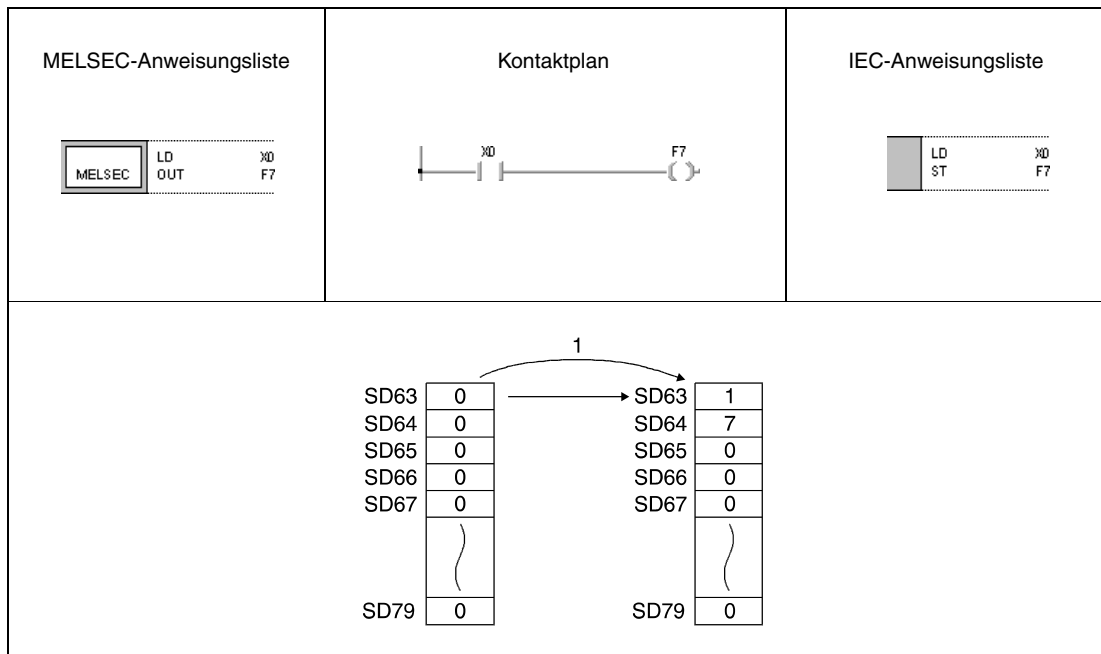 MELSEC-Anweisungsliste
Kontaktplan
IEC-Anweisungsliste
MELSEC
LD X0
OUT F7
X0 F7
LD X0
ST F7
1
SD63 0 SD63 1
SD64 0 SD64 7
SD65 0 SD65 0
SD66 0 SD66 0
SD67 0 SD67 0
SD79 0 SD79 0